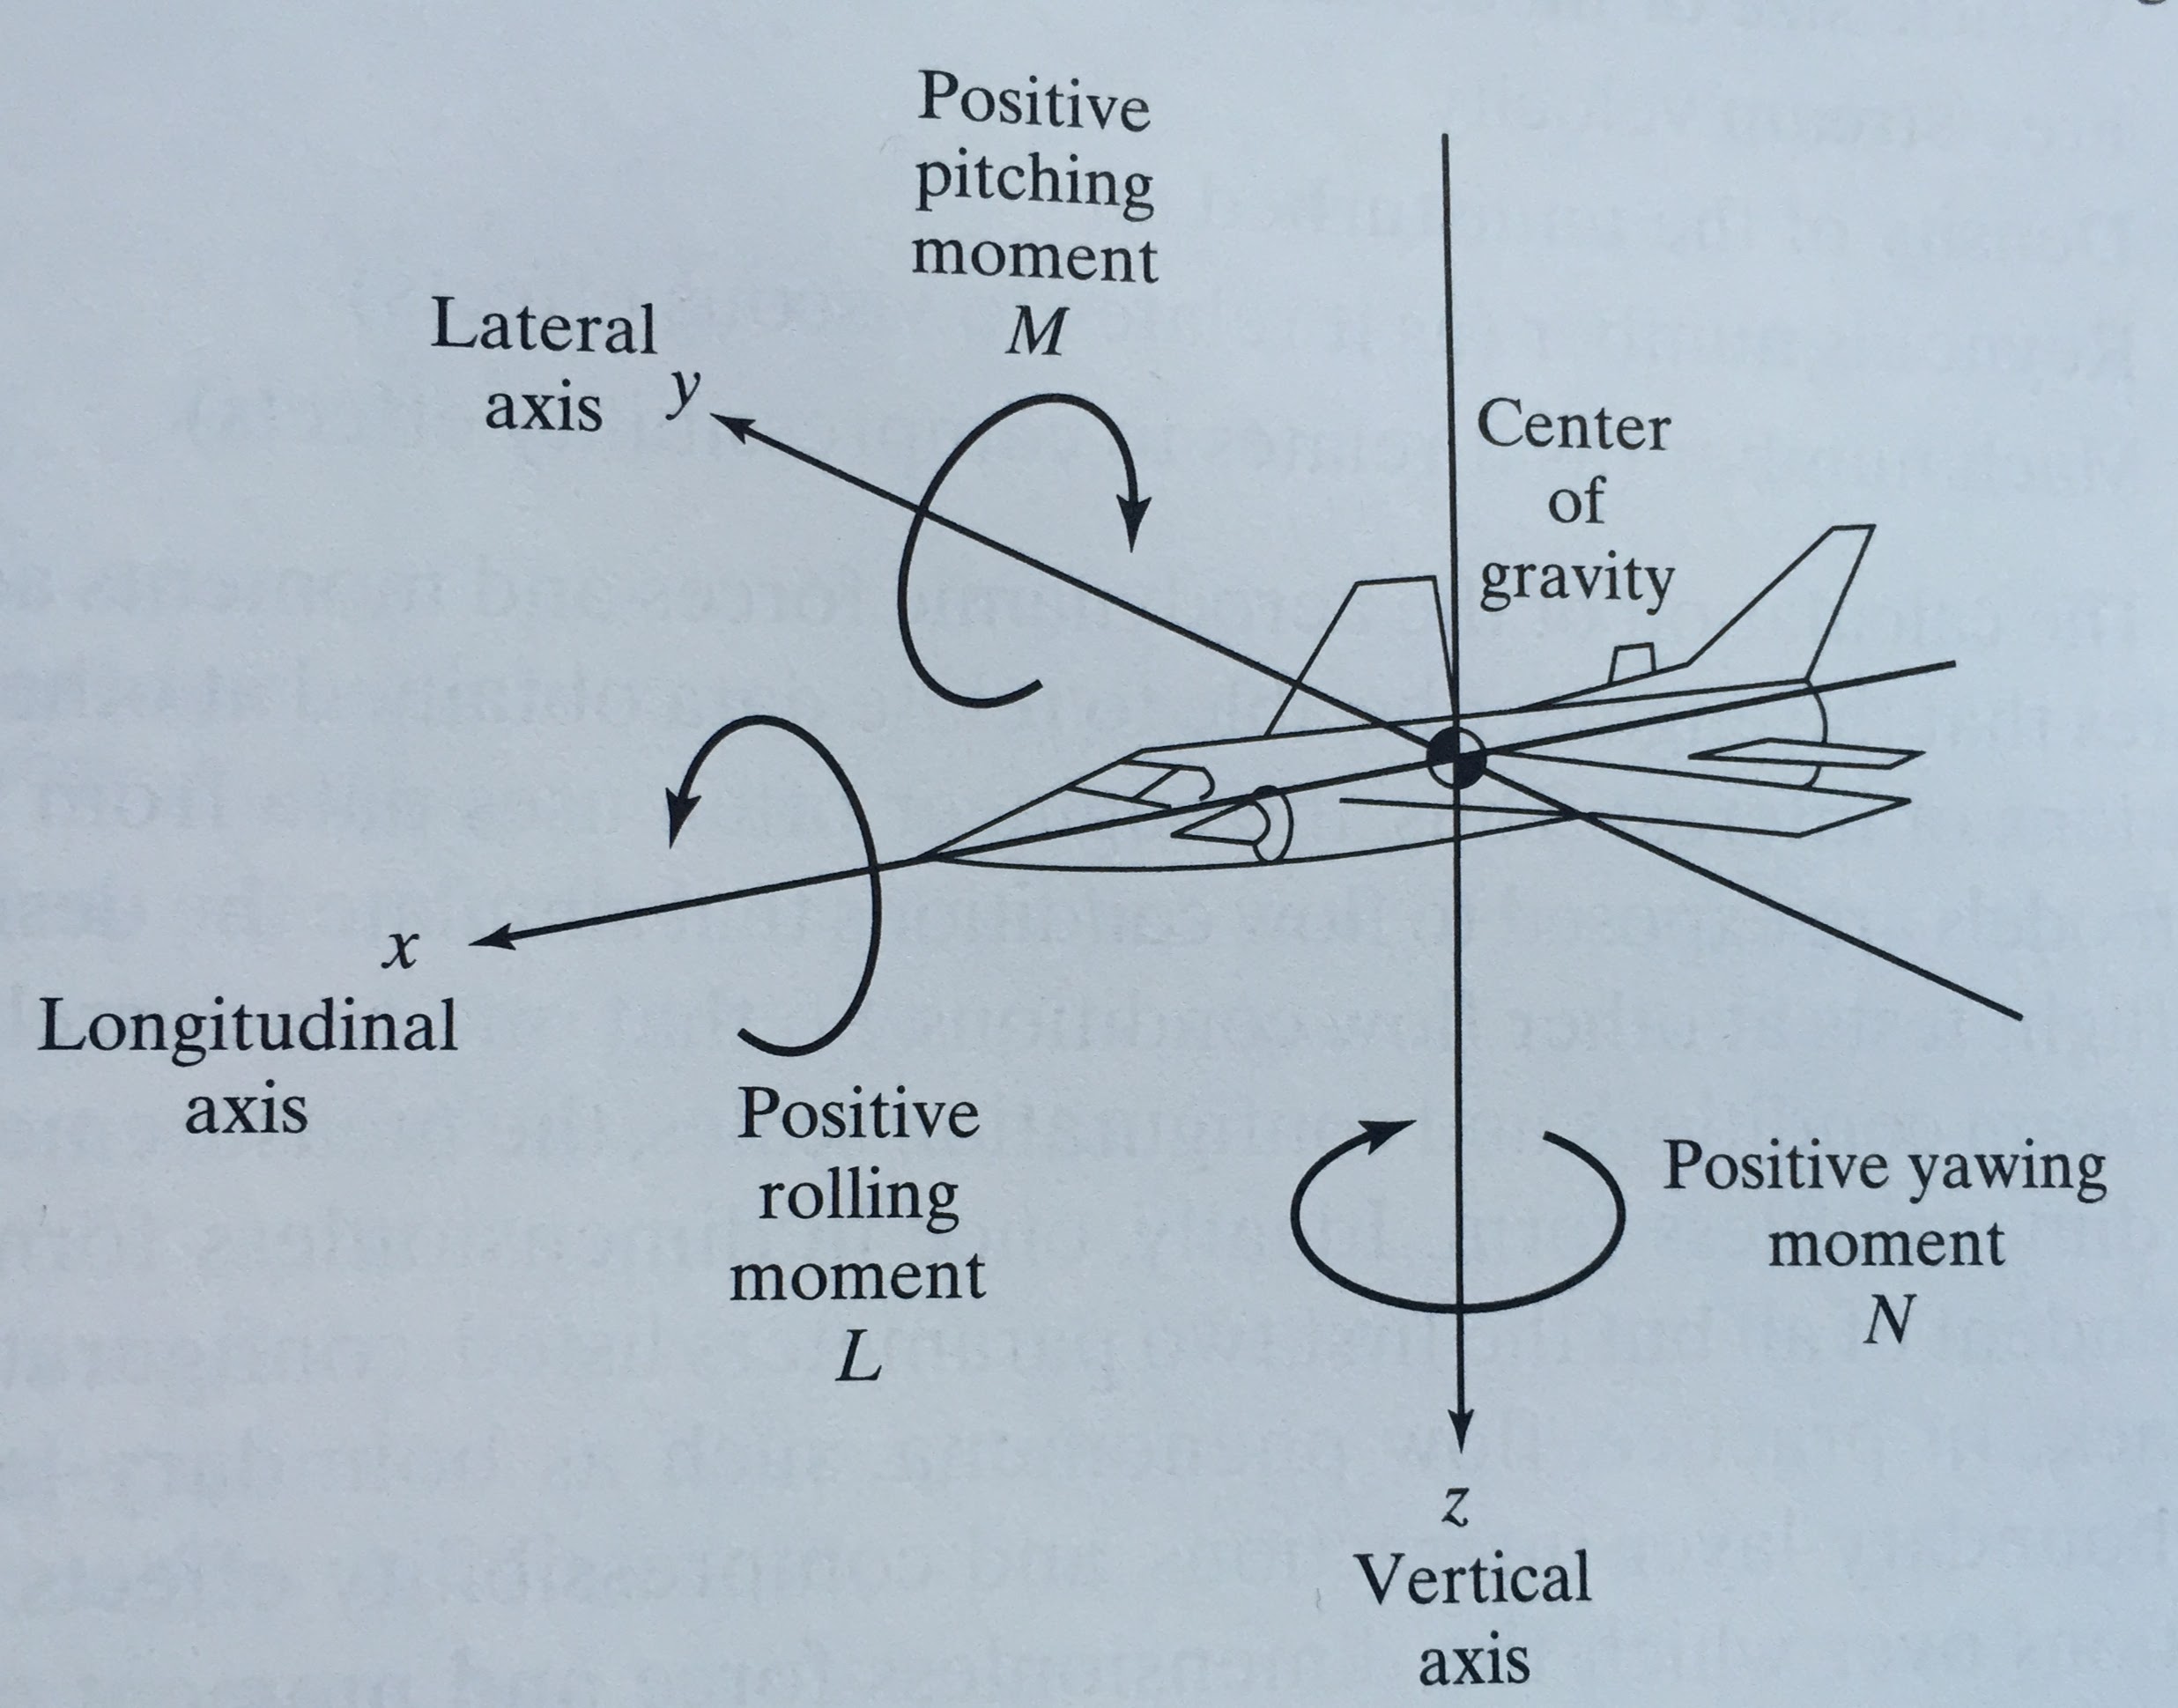 Positive
pitching
moment
M
Lateral
axis
y
Center
of
gravity
x
Longitudinal
axis
Positive
rolling
moment
L
Positive yawing
moment
N
z
Vertical
axis